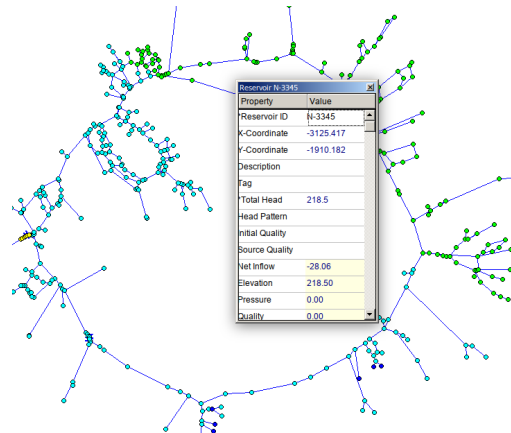 Reservoir N-3345
Property Value
*Reservoir ID N-3345
X-Coordinate -3125.417
Y-Coordinate -1910.182
Description
Tag
*Total Head 218.5
Head Pattern
Initial Quality
Source Quality
Net Inflow -28.06
Elevation 218.50
Pressure 0.00
Quality 0.00